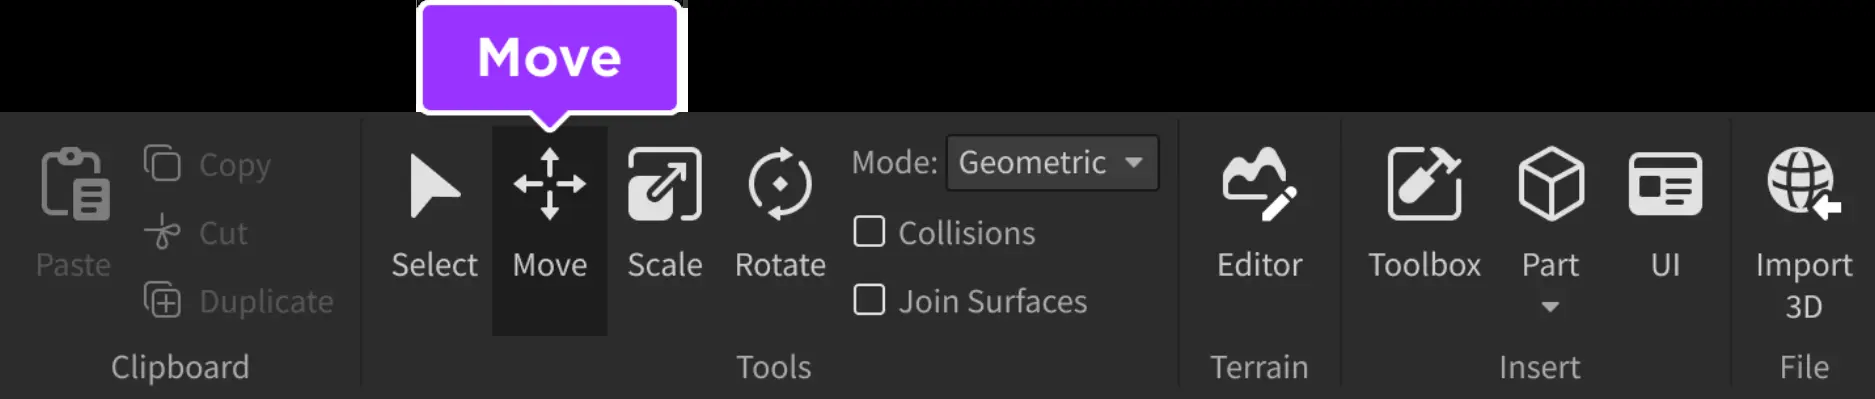 Move
Paste
Copy
Cut
Duplicate
Clipboard
Select
Move
Scale
Rotate
Mode: Geometric
Collisions
Join Surfaces
Tools
Editor
Terrain
Toolbox
Part
UI
Insert
Import
3D
File